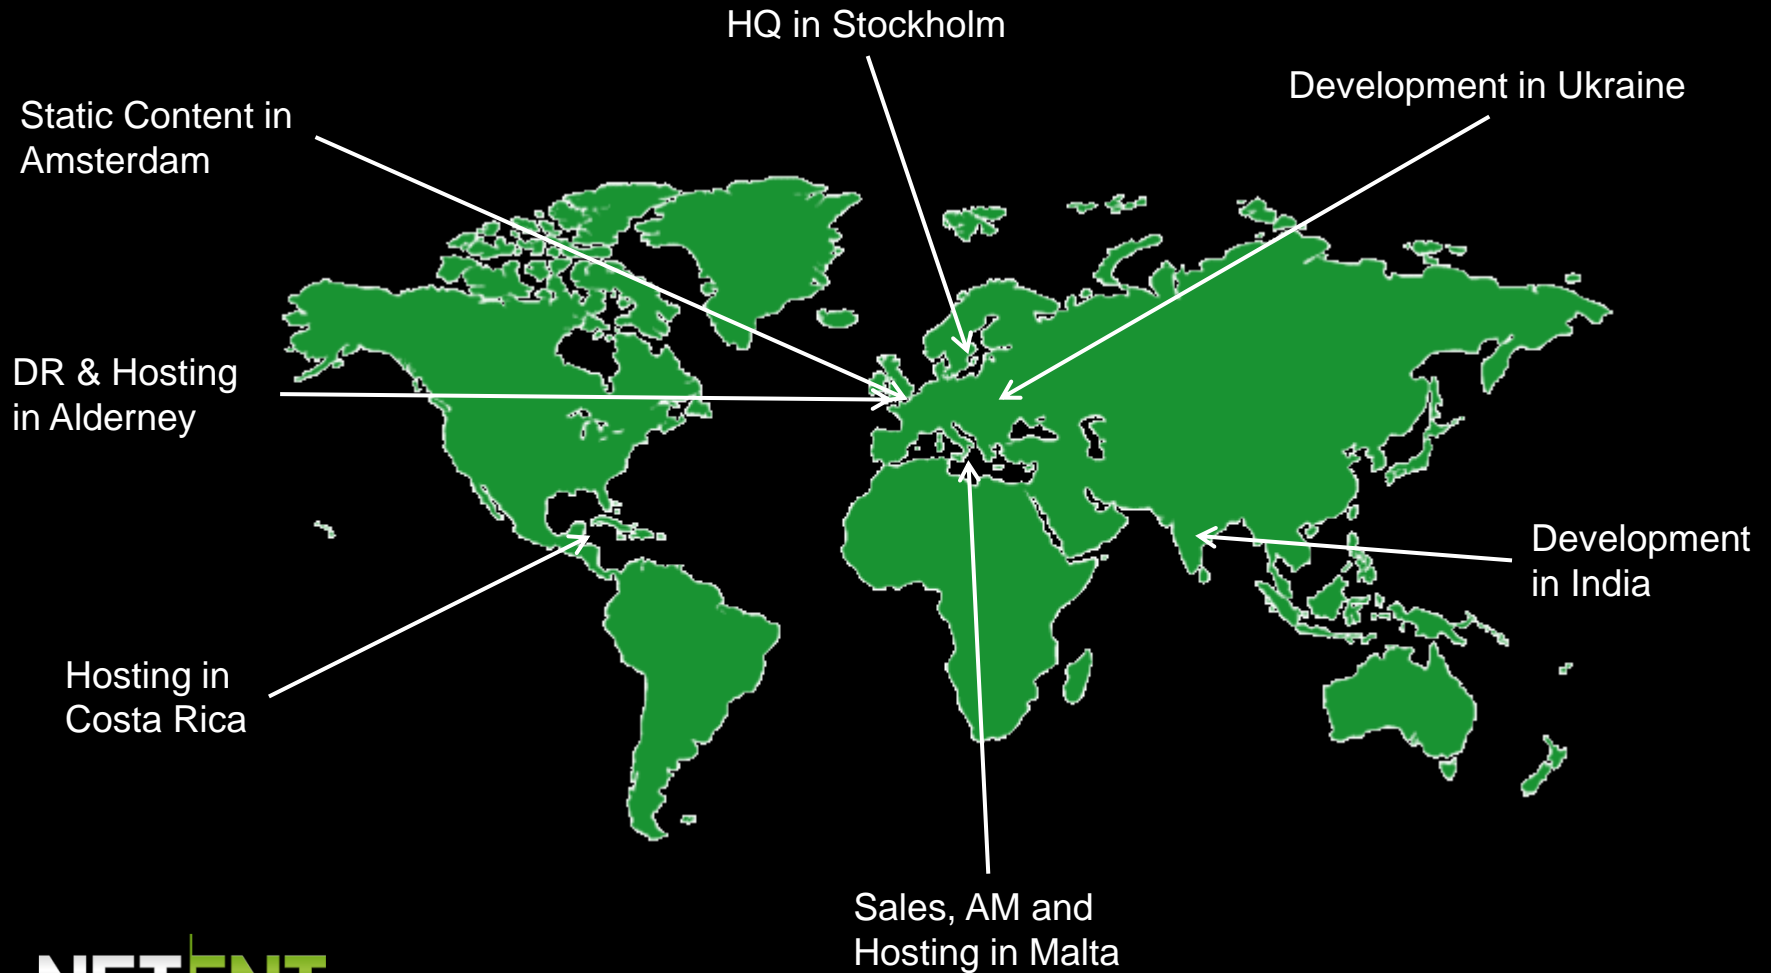 HQ in Stockholm
Development in Ukraine
Static Content in
Amsterdam
DR & Hosting
in Alderney
Development
in India
Hosting in
Costa Rica
Sales, AM and
Hosting in Malta
NETENT